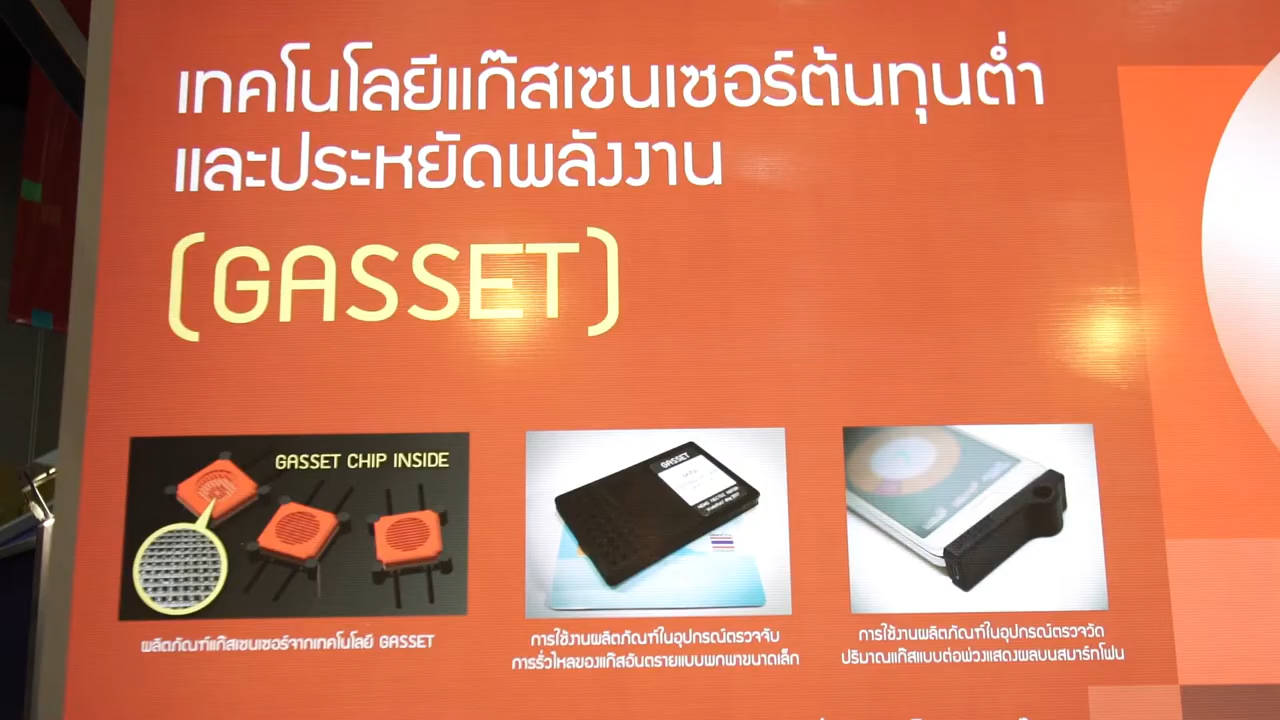 เทคโนโลยีแก๊สเซนเซอร์ต้นทุนต่ำ
และประหยัดพลังงาน
(GASSET)
GASSET CHIP INSIDE
GASSET
ผลิตภัณฑ์แก๊สเซนเซอร์จากเทคโนโลยี GASSET
การใช้งานผลิตภัณฑ์ในอุปกรณ์ตรวจจับ
การรั่วไหลของแก๊สอันตรายแบบพกพาขนาดเล็ก
การใช้งานผลิตภัณฑ์ในอุปกรณ์ตรวจวัด
ปริมาณแก๊สแบบต่อพ่วงแสดงผลบนสมาร์ทโฟน